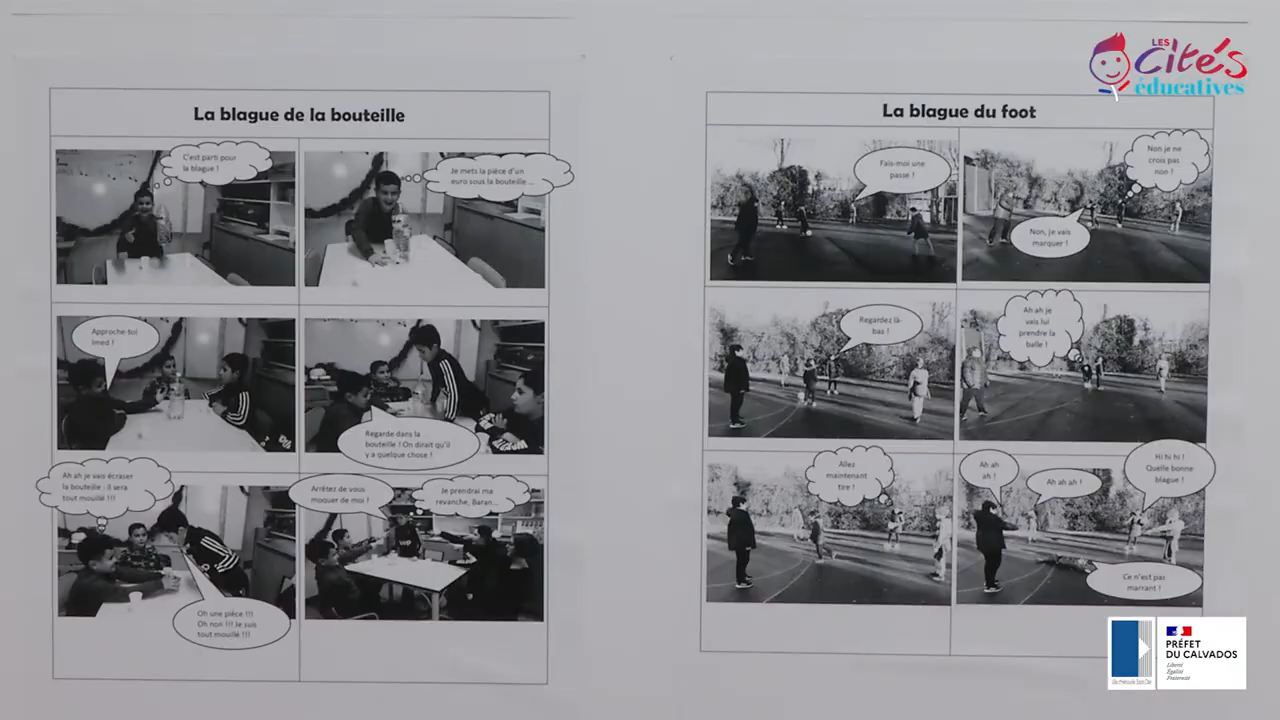 LES
Cités
éducatives
La blague de la bouteille
C'est parti pour
la blague !
Je mets la pièce d'un
euro sous la bouteille...
Approche-toi
Imed !
Regarde dans la
bouteille ! On dirait qu'il
y a quelque chose !
Ah ah je vais écraser
la bouteille : il sera
tout mouillé !!!
Oh une pièce !!!
Oh non !!! Je suis
tout mouillé !!!
Arrêtez de vous
moquer de moi !
Je prendrai ma
revanche, Baran...
La blague du foot
Fais-moi une
passe !
Non je ne
crois pas
non !
Non, je vais
marquer !
Regardez là-
bas !
Ah ah je
vais lui
prendre la
balle !
Allez
maintenant
tire !
Ah ah
ah !
Ah ah ah !
Hi hi hi !
Quelle bonne
blague !
Ce n'est pas
marrant !
PRÉFET
DU CALVADOS
Liberté
Égalité
Fraternité